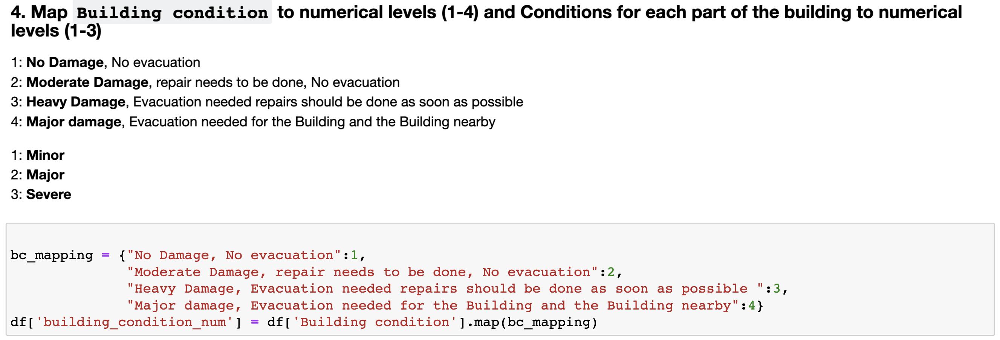 4. Map Building condition to numerical levels (1-4) and Conditions for each part of the building to numerical
levels (1-3)
1: No Damage, No evacuation
2: Moderate Damage, repair needs to be done, No evacuation
3: Heavy Damage, Evacuation needed repairs should be done as soon as possible
4: Major damage, Evacuation needed for the Building and the Building nearby
1: Minor
2: Major
3: Severe
bc_mapping = {"No Damage, No evacuation":1,
"Moderate Damage, repair needs to be done, No evacuation":2,
"Heavy Damage, Evacuation needed repairs should be done as soon as possible ":3,
"Major damage, Evacuation needed for the Building and the Building nearby":4}
df['building_condition_num'] = df['Building condition'].map(bc_mapping)